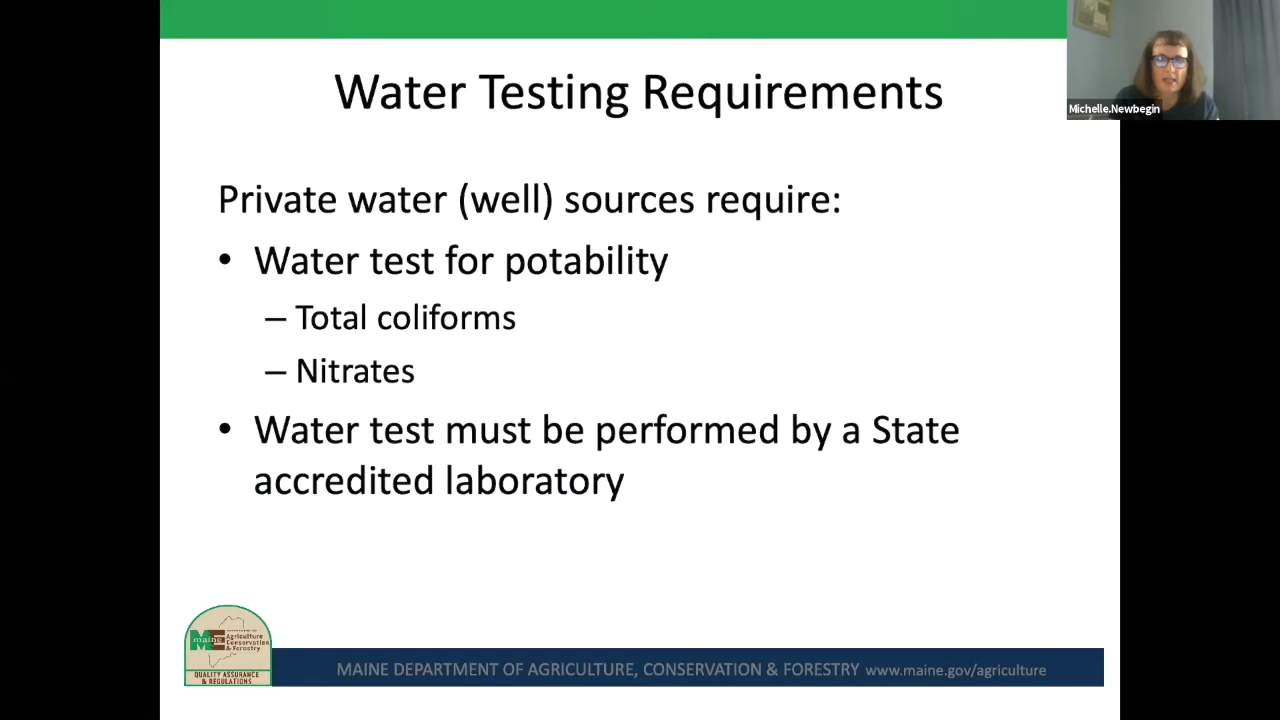 Water Testing Requirements
Michelle.Newbegin
Private water (well) sources require:
• Water test for potability
– Total coliforms
– Nitrates
• Water test must be performed by a State
accredited laboratory
maine
Agriculture
Conservation
& Forestry
QUALITY ASSURANCE
& REGULATIONS
MAINE DEPARTMENT OF AGRICULTURE, CONSERVATION & FORESTRY www.maine.gov/agriculture